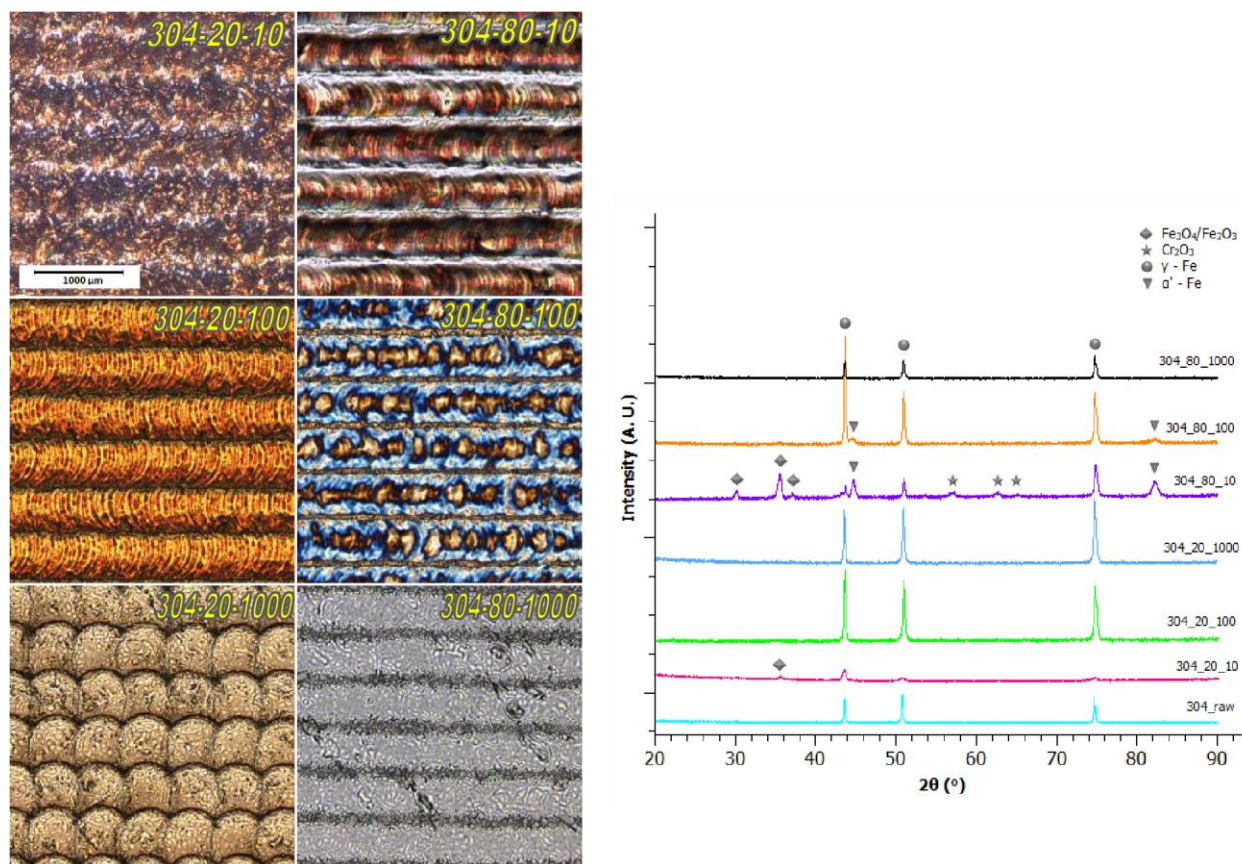 304-20-10
304-80-10
1000 µm
304-20-100
304-80-100
304-20-1000
304-80-1000
Fe₃O₄/Fe₂O₃
Cr₂O₃
γ - Fe
α' - Fe
304_80_1000
304_80_100
304_80_10
304_20_1000
304_20_100
304_20_10
304_raw
Intensity (A. U.)
20 30 40 50 60 70 80 90
2θ (°)